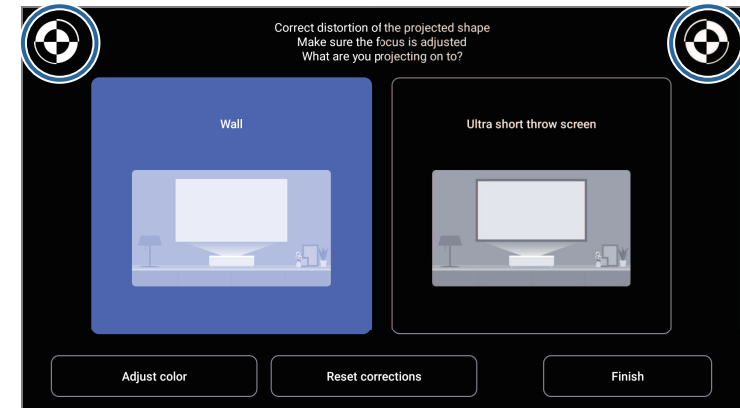 Correct distortion of the projected shape
Make sure the focus is adjusted
What are you projecting on to?
Wall
Ultra short throw screen
Adjust color
Reset corrections
Finish